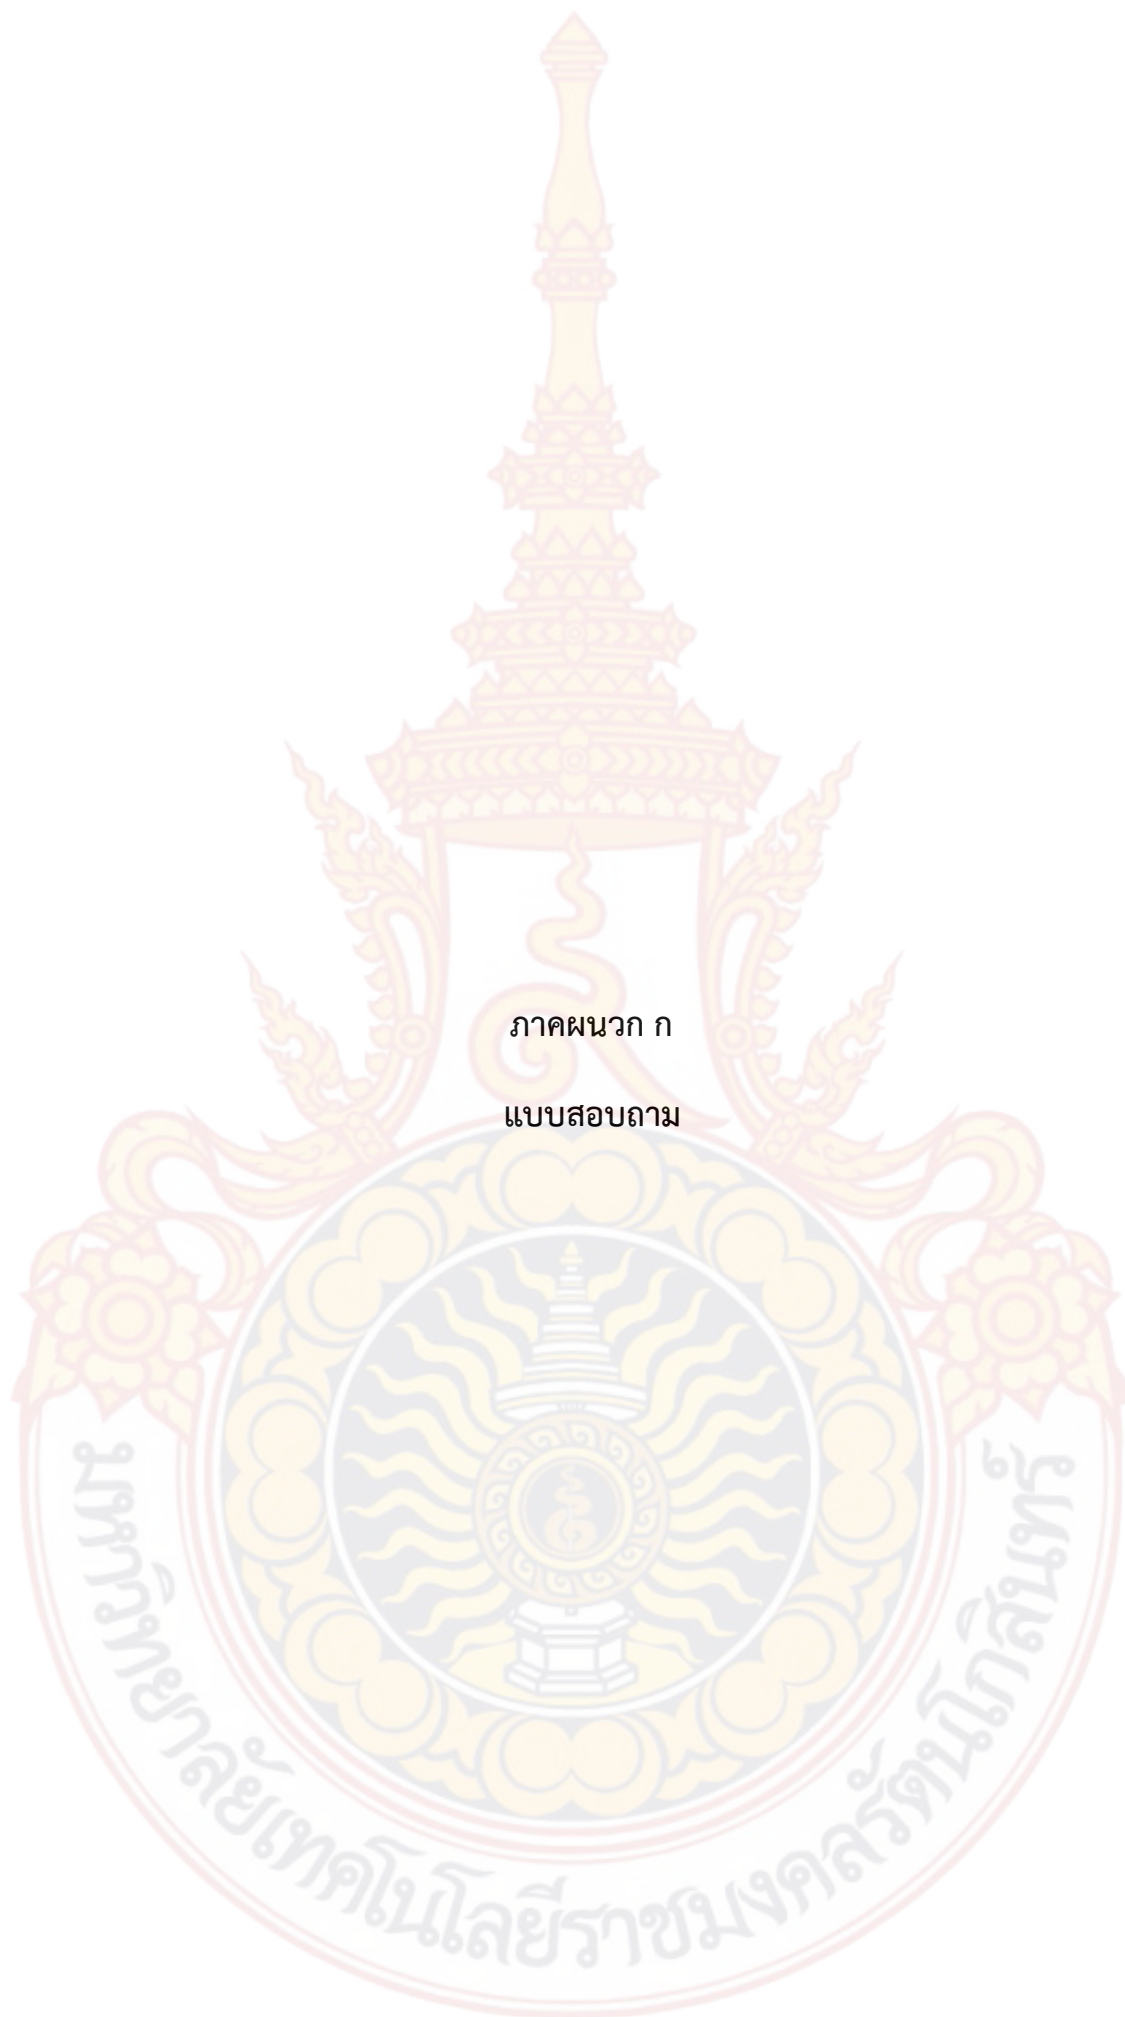 ภาคผนวก ก
แบบสอบถาม
มหาวิทยาลัยเทคโนโลยีราชมงคลรัตนโกสินทร์